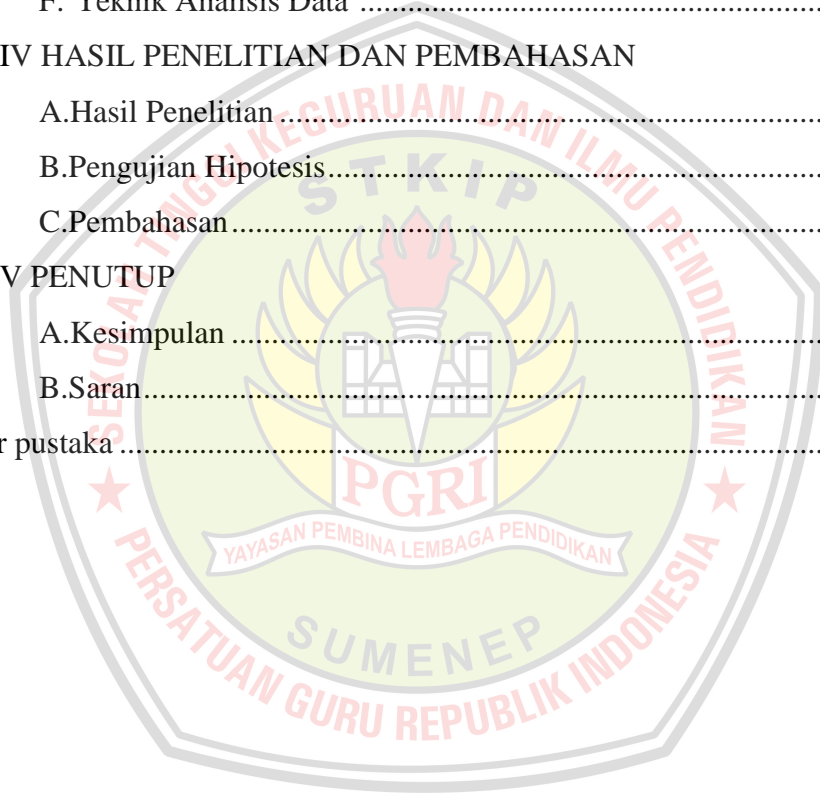 F. Teknik Analisis Data ..........................................................
IV HASIL PENELITIAN DAN PEMBAHASAN
A.Hasil Penelitian ....................................................................
B.Pengujian Hipotesis..............................................................
C.Pembahasan..........................................................................
V PENUTUP
A.Kesimpulan ..........................................................................
B.Saran.....................................................................................
r pustaka ........................................................................................
SEKOLAH TINGGI KEGURUAN DAN ILMU PENDIDIKAN
STKIP
PGRI
YAYASAN PEMBINA LEMBAGA PENDIDIKAN
SUMENEP
PERSATUAN GURU REPUBLIK INDONESIA